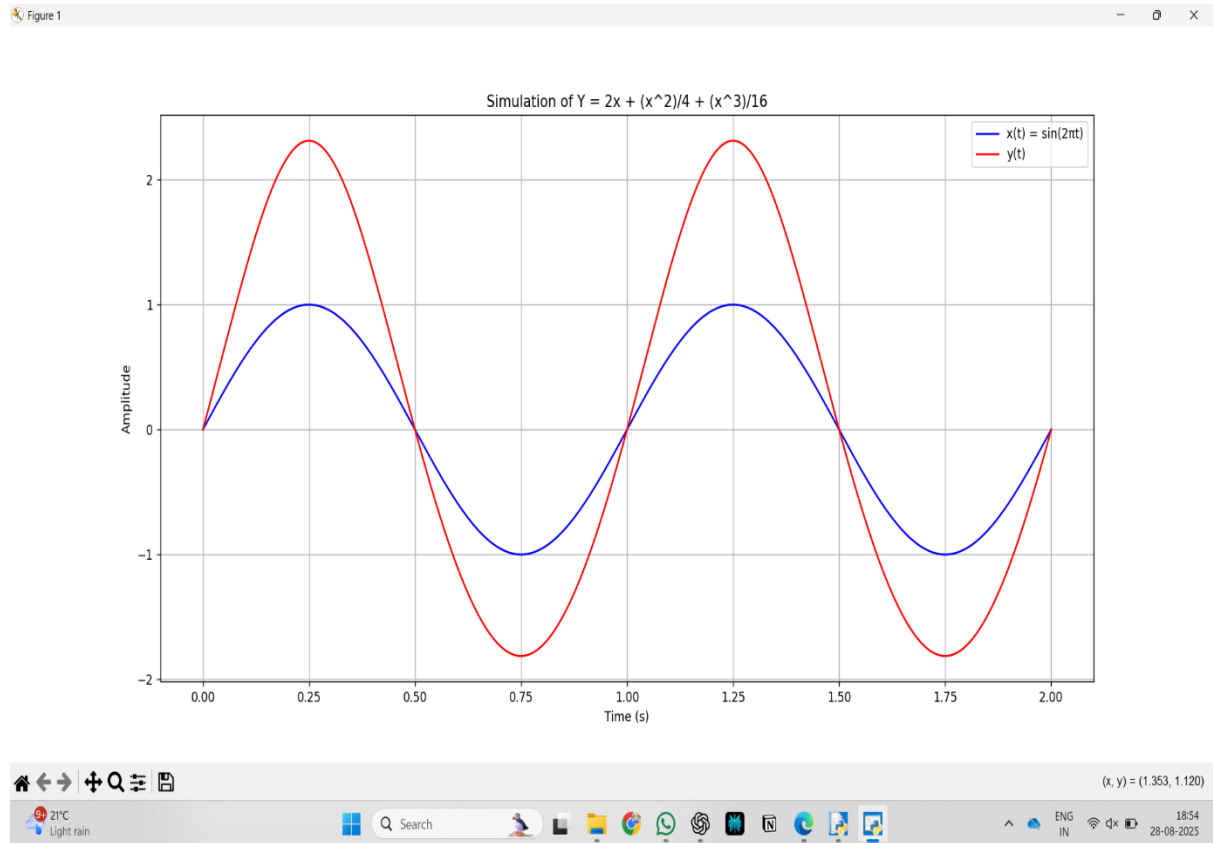 Figure 1
Simulation of Y = 2x + (x^2)/4 + (x^3)/16
x(t) = sin(2πt)
y(t)
2
1
0
−1
−2
Amplitude
0.00 0.25 0.50 0.75 1.00 1.25 1.50 1.75 2.00
Time (s)
(x, y) = (1.353, 1.120)
9+
21°C
Light rain
Search
ENG
IN
18:54
28-08-2025